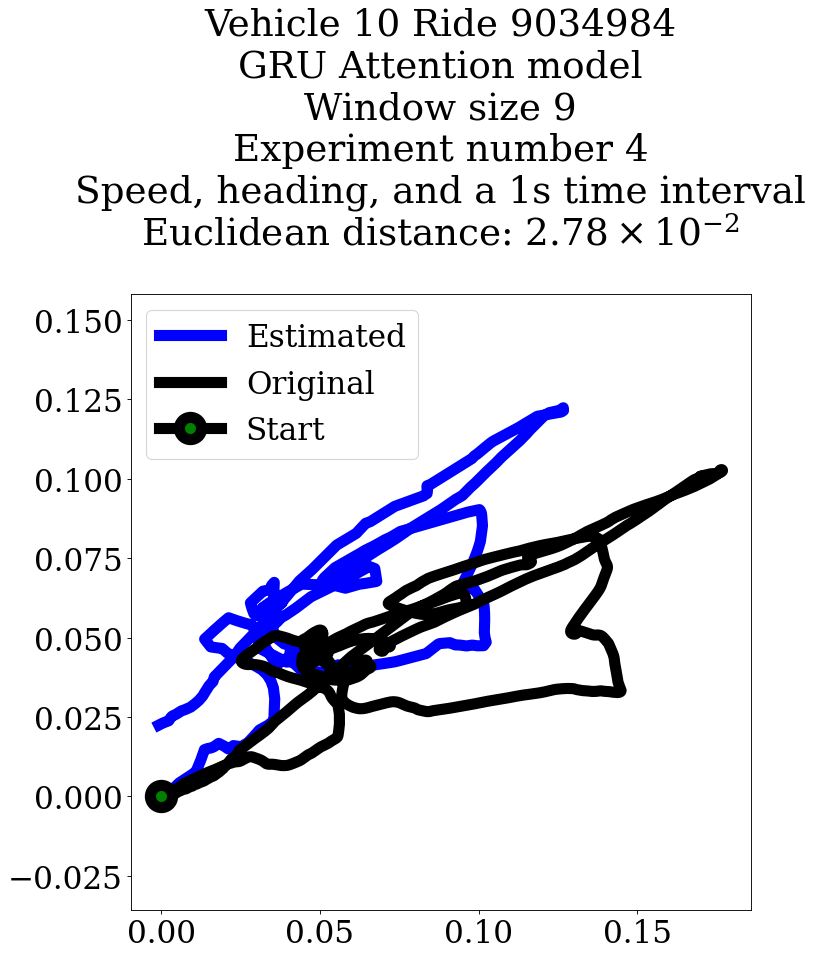 Vehicle 10 Ride 9034984
GRU Attention model
Window size 9
Experiment number 4
Speed, heading, and a 1s time interval
Euclidean distance: 2.78 × 10⁻²
0.150
0.125
0.100
0.075
0.050
0.025
0.000
−0.025
Estimated
Original
Start
0.00 0.05 0.10 0.15